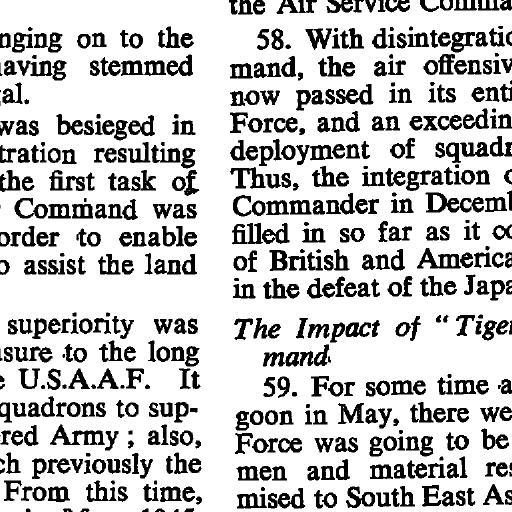 nging on to the
aving stemmed
al.
was besieged in
tration resulting
the first task of
Command was
order to enable
assist the land
superiority was
sure to the long
U.S.A.A.F. It
quadrons to sup-
red Army ; also,
ch previously the
From this time,
the Air Service Comma
58. With disintegratio
mand, the air offensiv
now passed in its enti
Force, and an exceedin
deployment of squadr
Thus, the integration o
Commander in Decemb
filled in so far as it oc
of British and America
in the defeat of the Japa
The Impact of " Tiger
mand
59. For some time a
goon in May, there we
Force was going to be
men and material res
mised to South East As